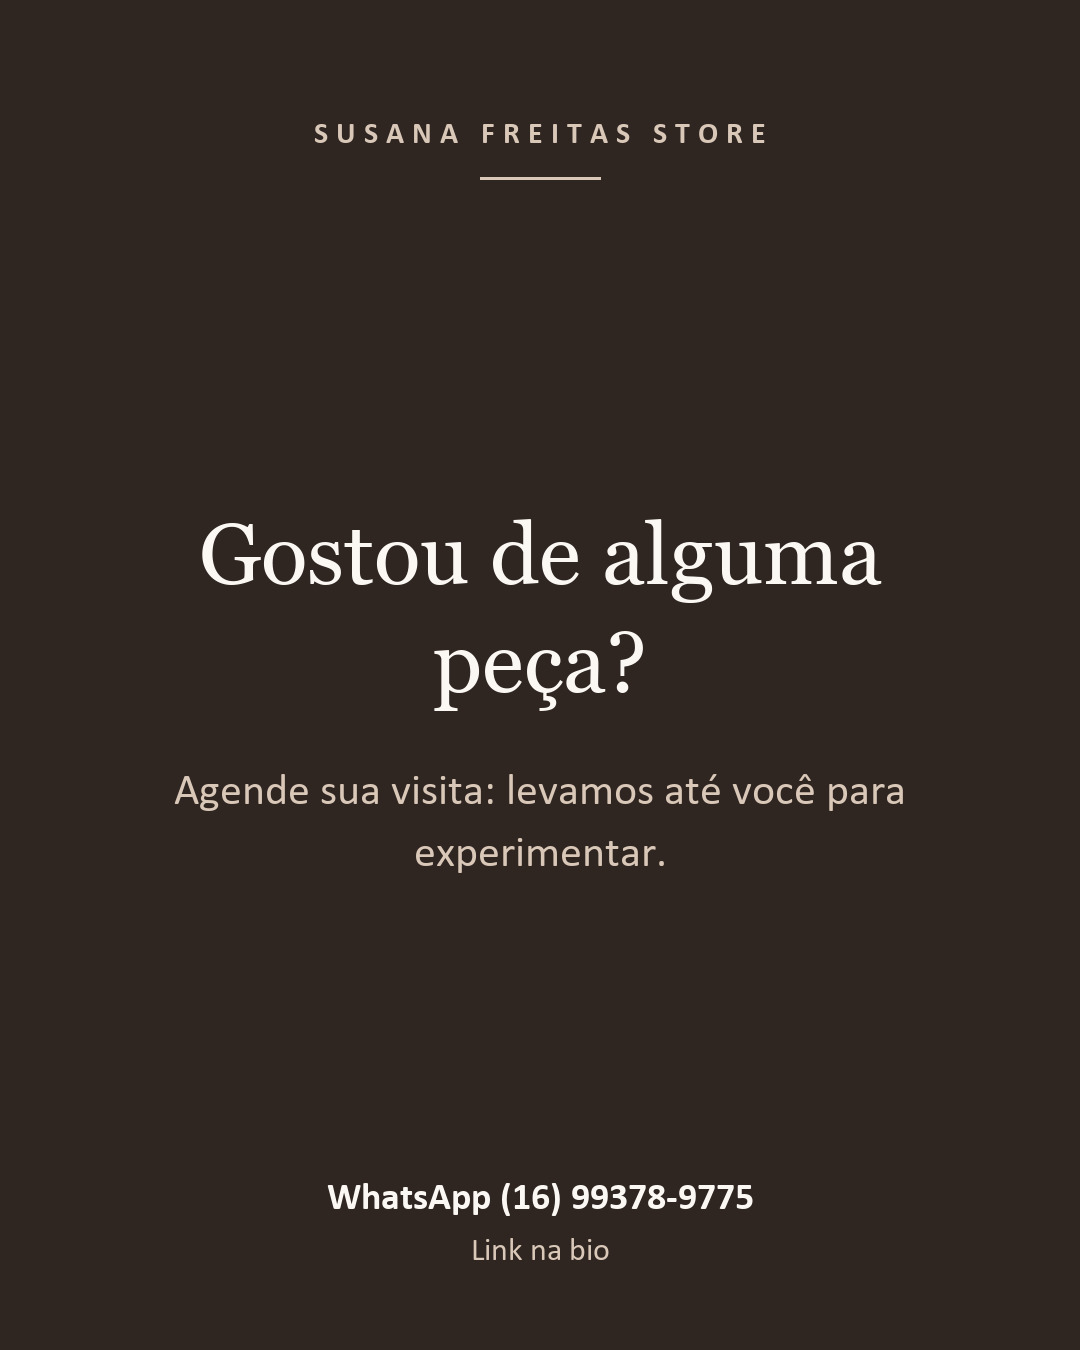 SUSANA FREITAS STORE
Gostou de alguma
peça?
Agende sua visita: levamos até você para
experimentar.
WhatsApp (16) 99378-9775
Link na bio